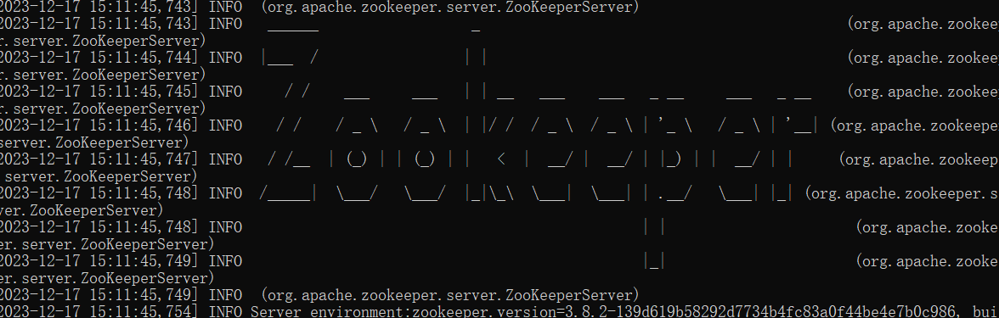 2023-12-17 15:11:45,743] INFO  (org.apache.zookeeper.server.ZooKeeperServer)
2023-12-17 15:11:45,743] INFO   ______                  _                                          (org.apache.zookee
r.server.ZooKeeperServer)
2023-12-17 15:11:45,744] INFO  |___  /                 | |                                         (org.apache.zookee
r.server.ZooKeeperServer)
2023-12-17 15:11:45,745] INFO     / /    ___     ___   | | __   ___    ___   _ __     ___   _ __    (org.apache.zookee
r.server.ZooKeeperServer)
2023-12-17 15:11:45,746] INFO    / /    / _ \   / _ \  | |/ /  / _ \  / _ \ | '_ \   / _ \ | '__| (org.apache.zookeeper
.server.ZooKeeperServer)
2023-12-17 15:11:45,747] INFO   / /__  | (_) | | (_) | |   <  |  __/ |  __/ | |_) | |  __/ | |     (org.apache.zookee
r.server.ZooKeeperServer)
2023-12-17 15:11:45,748] INFO  /_____|  \___/   \___/  |_|\_\  \___|  \___| | .__/   \___| |_| (org.apache.zookeeper.s
rver.ZooKeeperServer)
2023-12-17 15:11:45,748] INFO                                               | |                      (org.apache.zooke
er.server.ZooKeeperServer)
2023-12-17 15:11:45,749] INFO                                               |_|                      (org.apache.zooke
er.server.ZooKeeperServer)
2023-12-17 15:11:45,749] INFO  (org.apache.zookeeper.server.ZooKeeperServer)
2023-12-17 15:11:45,754] INFO Server environment:zookeeper.version=3.8.2-139d619b58292d7734b4fc83a0f44be4e7b0c986, bui